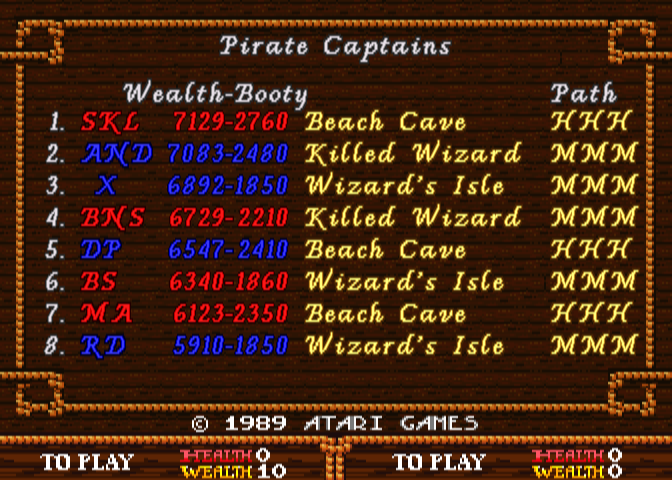 Pirate Captains
Wealth-Booty Path
1. SKL 7129-2760 Beach Cave HHH
2. AND 7083-2480 Killed Wizard MMM
3. X 6892-1850 Wizard's Isle MMM
4. BNS 6729-2210 Killed Wizard MMM
5. DP 6547-2410 Beach Cave HHH
6. BS 6340-1860 Wizard's Isle MMM
7. MA 6123-2350 Beach Cave HHH
8. RD 5910-1850 Wizard's Isle MMM
© 1989 ATARI GAMES
TO PLAY HEALTH 0 TO PLAY HEALTH 0
WEALTH 10 WEALTH 0